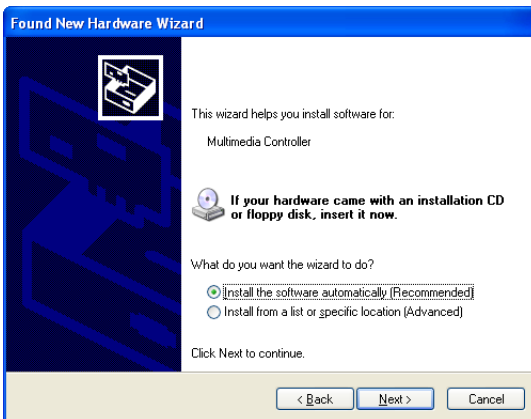 Found New Hardware Wizard
This wizard helps you install software for:
Multimedia Controller
If your hardware came with an installation CD
or floppy disk, insert it now.
What do you want the wizard to do?
Install the software automatically (Recommended)
Install from a list or specific location (Advanced)
Click Next to continue.
< Back Next > Cancel